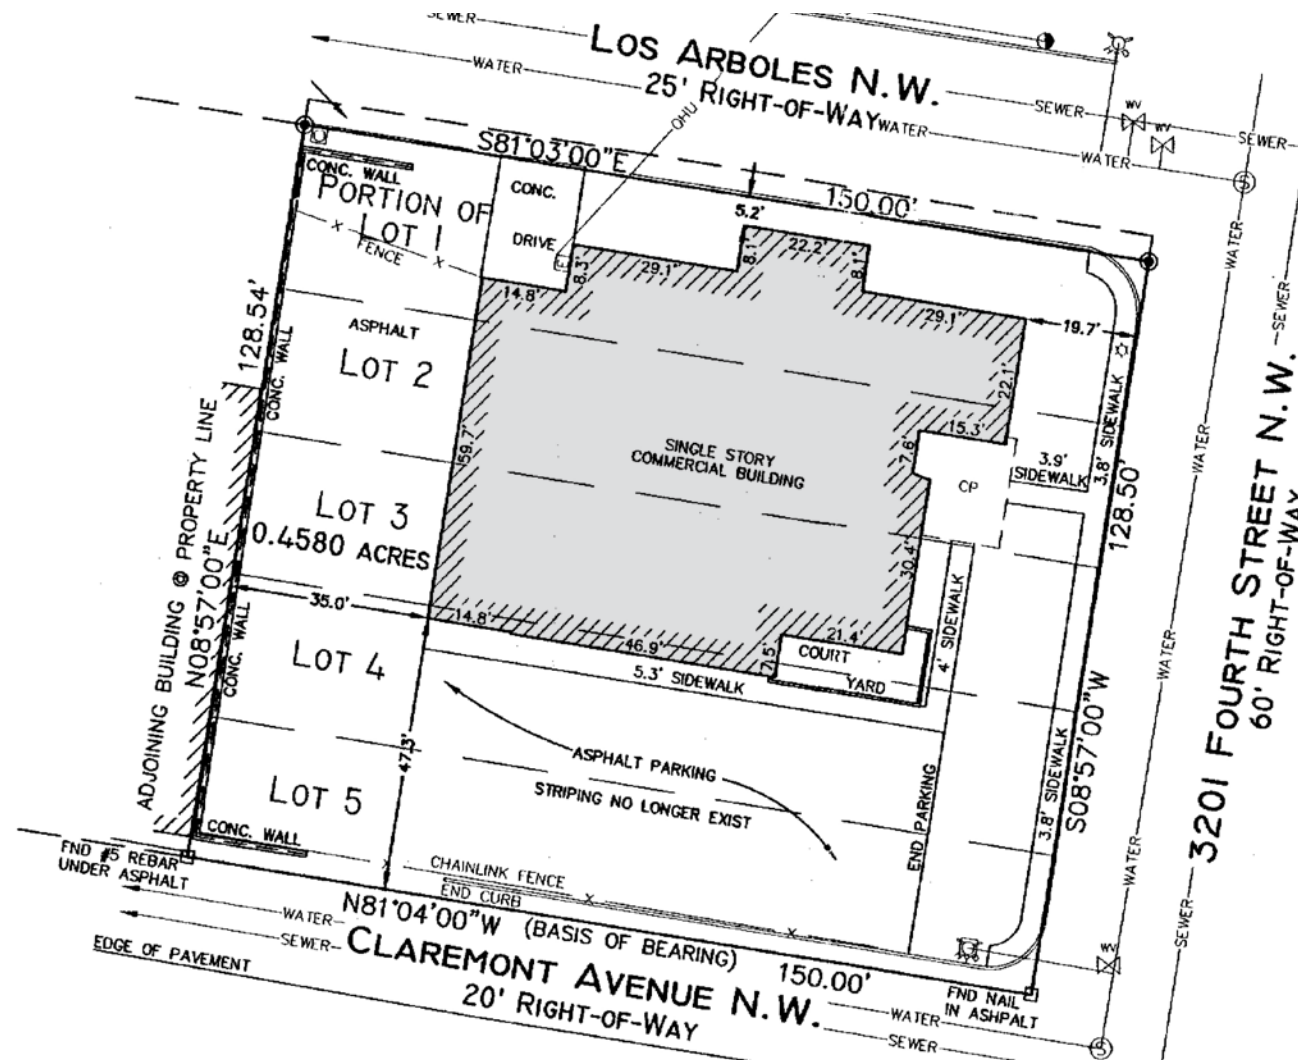 SEWER
LOS ARBOLES N.W.
25' RIGHT-OF-WAY
WATER
WATER
SEWER
SEWER
WATER
WV
WV
OHU
S
S81°03'00"E
150.00'
CONC. WALL
PORTION OF
LOT 1
FENCE
X
X
CONC.
DRIVE
E
5.2'
22.2'
8.1'
8.1'
29.1'
8.3'
14.8'
29.1'
19.7'
22.1'
15.3'
7.6'
128.54'
CONC. WALL
ASPHALT
LOT 2
59.7'
SINGLE STORY
COMMERCIAL BUILDING
CP
3.9'
SIDEWALK
3.8' SIDEWALK
128.50'
WATER
SEWER
WATER
LOT 3
0.4580 ACRES
ADJOINING BUILDING @ PROPERTY LINE
N08°57'00"E
CONC. WALL
35.0'
14.8'
46.9'
7.5'
21.4'
30.4'
COURT
YARD
4' SIDEWALK
5.3' SIDEWALK
LOT 4
47.3'
ASPHALT PARKING
STRIPING NO LONGER EXIST
END PARKING
3.8' SIDEWALK
S08°57'00"W
3201 FOURTH STREET N.W.
60' RIGHT-OF-WAY
WATER
WATER
SEWER
LOT 5
CONC. WALL
FND #5 REBAR
UNDER ASPHALT
CHAINLINK FENCE
X
X
X
END CURB
N81°04'00"W (BASIS OF BEARING)
150.00'
WATER
SEWER
CLAREMONT AVENUE N.W.
20' RIGHT-OF-WAY
EDGE OF PAVEMENT
FND NAIL
IN ASHPALT
WATER
SEWER
WV
S